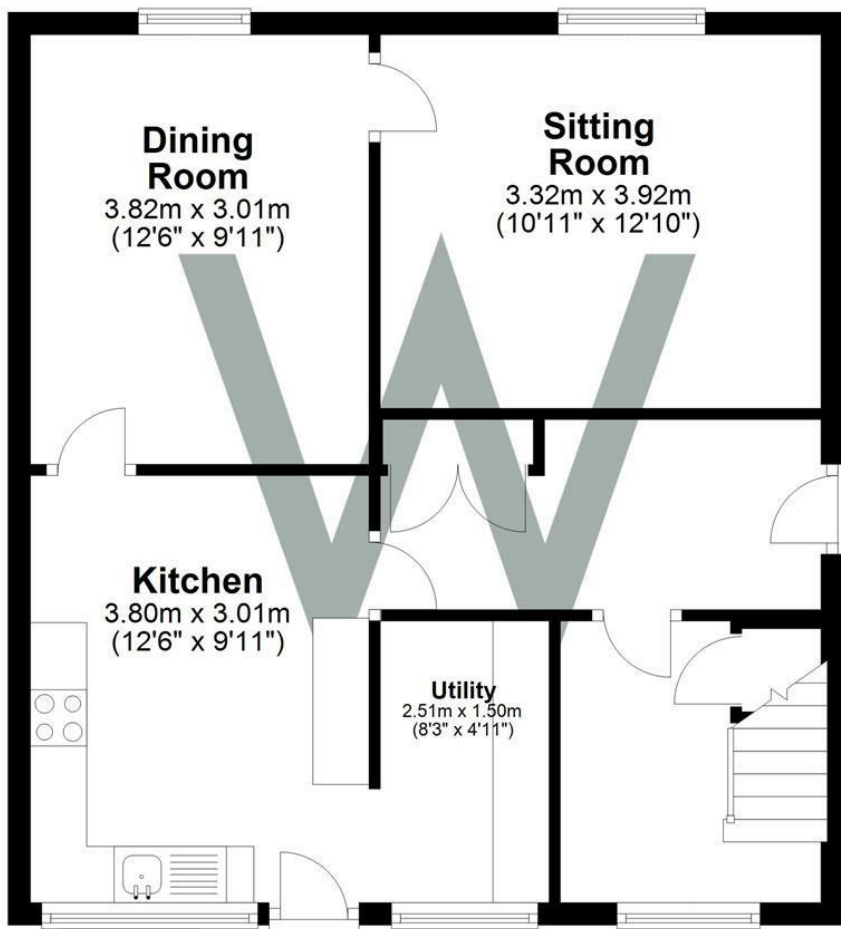 Dining
Room
3.82m x 3.01m
(12'6" x 9'11")
Sitting
Room
3.32m x 3.92m
(10'11" x 12'10")
W
Kitchen
3.80m x 3.01m
(12'6" x 9'11")
Utility
2.51m x 1.50m
(8'3" x 4'11")